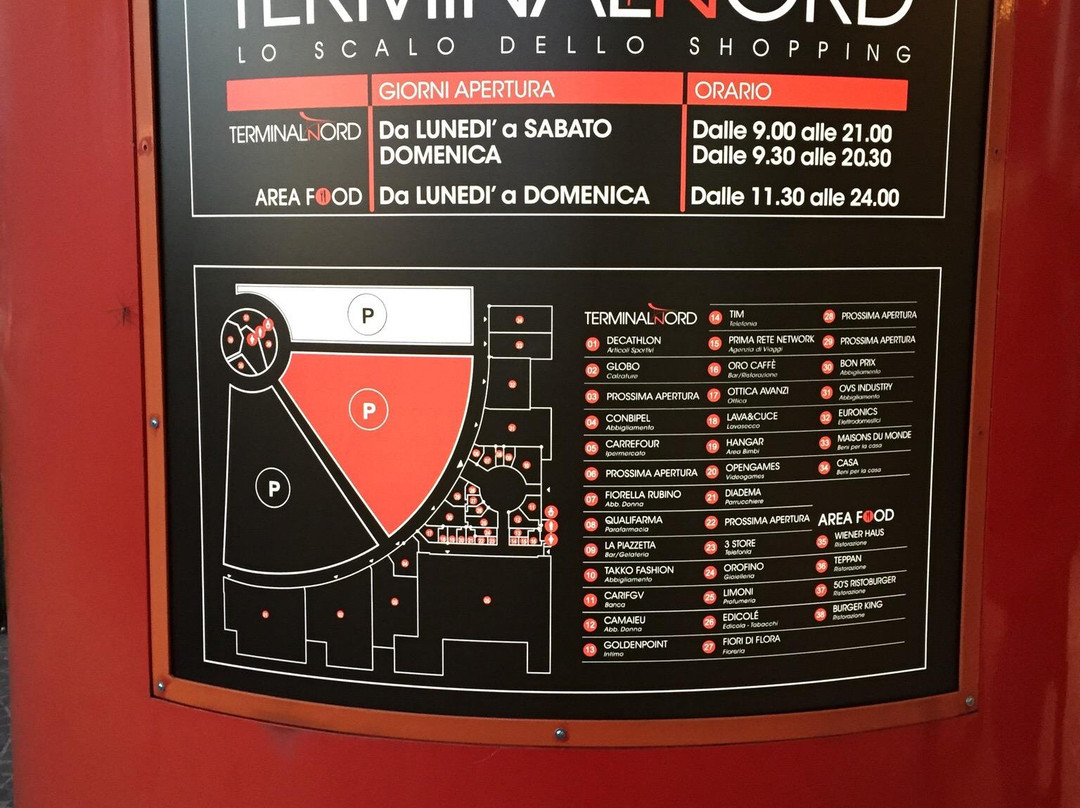 TERMINALNORD
LO SCALO DELLO SHOPPING
GIORNI APERTURA ORARIO
TERMINALNORD Da LUNEDI' a SABATO Dalle 9.00 alle 21.00
DOMENICA Dalle 9.30 alle 20.30
AREA FOOD Da LUNEDI' a DOMENICA Dalle 11.30 alle 24.00
P
P
P
TERMINALNORD
01 DECATHLON
Articoli Sportivi
02 GLOBO
Calzature
03 PROSSIMA APERTURA
04 CONBIPEL
Abbigliamento
05 CARREFOUR
Ipermercato
06 PROSSIMA APERTURA
07 FIORELLA RUBINO
Abb. Donna
08 QUALIFARMA
Parafarmacia
09 LA PIAZZETTA
Bar/Gelateria
10 TAKKO FASHION
Abbigliamento
11 CARIFGV
Banca
12 CAMAIEU
Abb. Donna
13 GOLDENPOINT
Intimo
14 TIM
Telefonia
15 PRIMA RETE NETWORK
Agenzia di Viaggi
16 ORO CAFFÈ
Bar/Ristorazione
17 OTTICA AVANZI
Ottica
18 LAVA&CUCE
Lavasecco
19 HANGAR
Area Bimbi
20 OPENGAMES
Videogames
21 DIADEMA
Parrucchiere
22 PROSSIMA APERTURA
23 3 STORE
Telefonia
24 OROFINO
Gioielleria
25 LIMONI
Profumeria
26 EDICOLÉ
Edicola - Tabacchi
27 FIORI DI FLORA
Fioreria
28 PROSSIMA APERTURA
29 PROSSIMA APERTURA
30 BON PRIX
Abbigliamento
31 OVS INDUSTRY
Abbigliamento
32 EURONICS
Elettrodomestici
33 MAISONS DU MONDE
Beni per la casa
34 CASA
Beni per la casa
AREA FOOD
35 WIENER HAUS
Ristorazione
36 TEPPAN
Ristorazione
37 50'S RISTOBURGER
Ristorazione
38 BURGER KING
Ristorazione